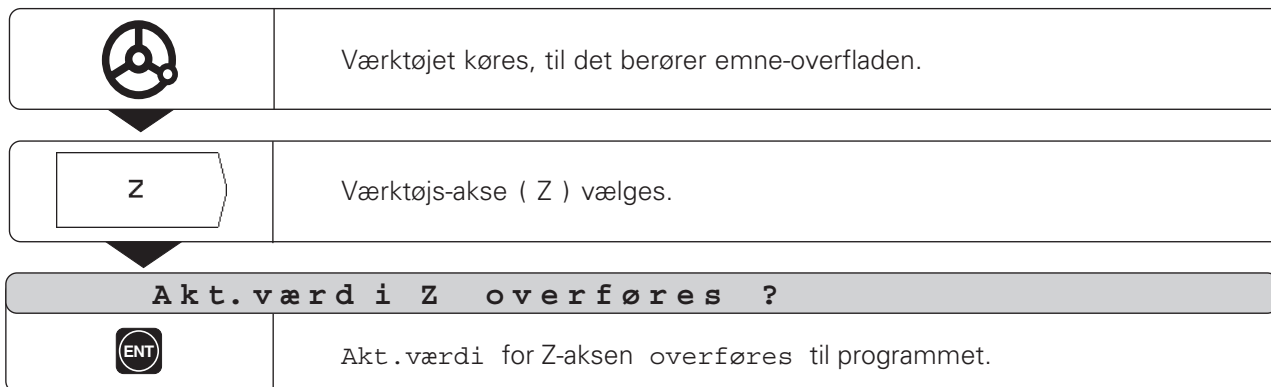 Værktøjet køres, til det berører emne-overfladen.
Z
Værktøjs-akse ( Z ) vælges.
Akt.værdi Z overføres ?
ENT
Akt.værdi for Z-aksen overføres til programmet.